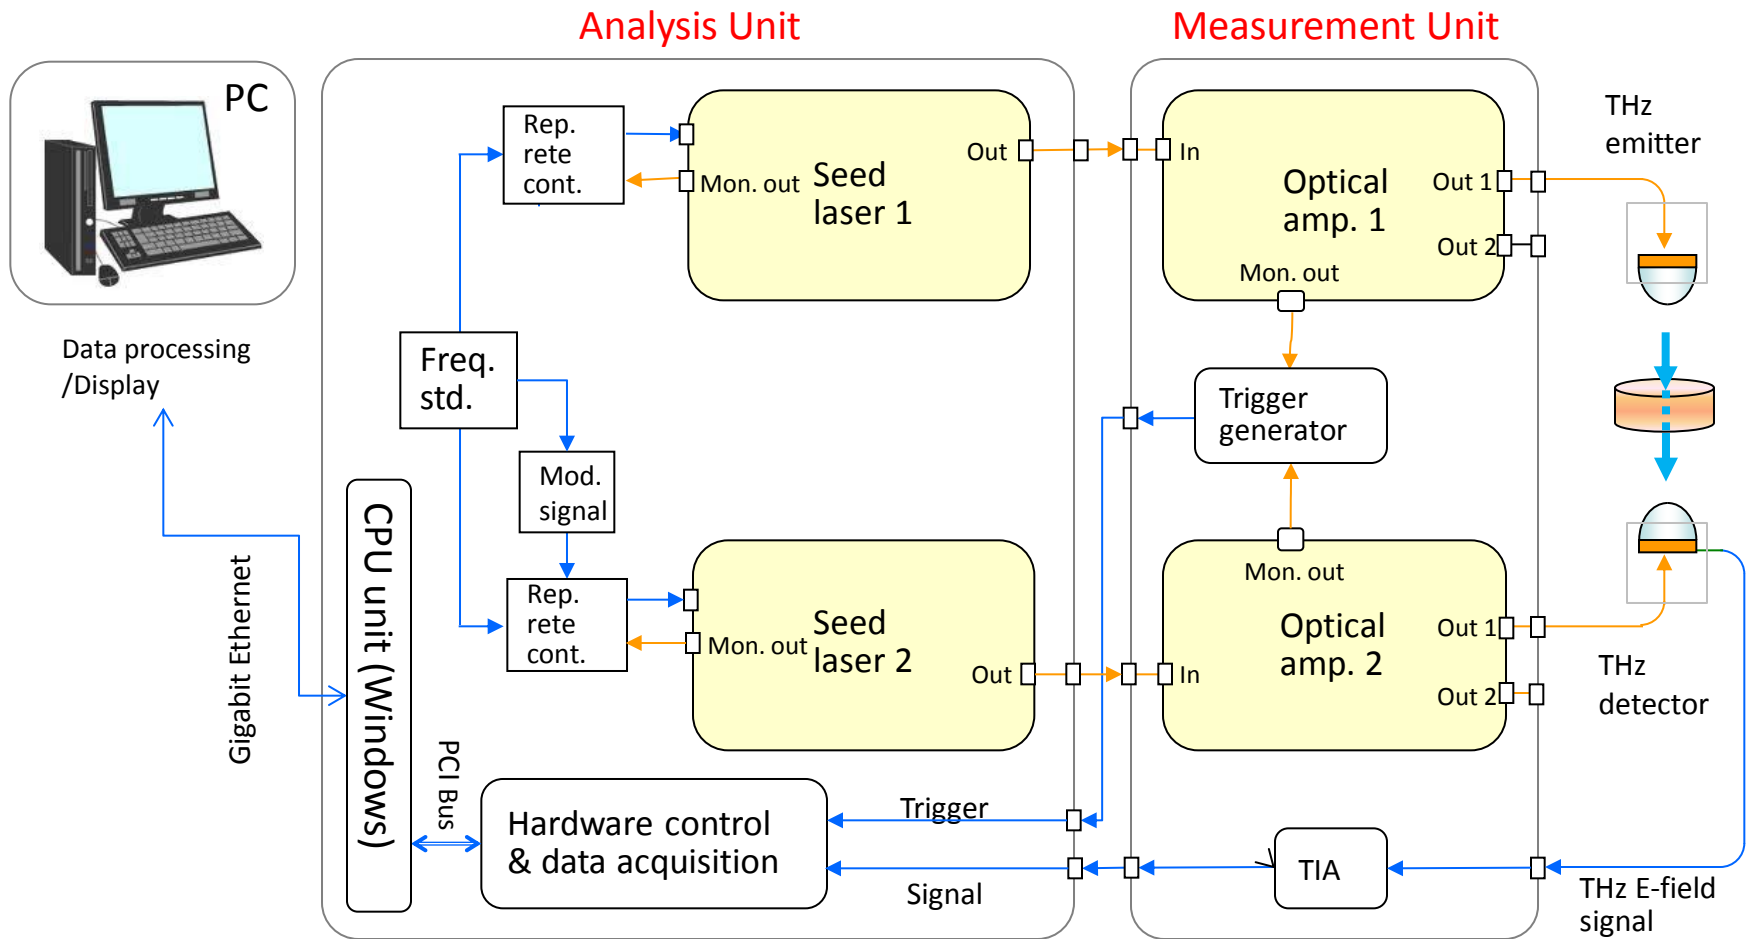 Analysis Unit
Measurement Unit
PC
Data processing
/Display
Gigabit Ethernet
CPU unit (Windows)
PCI Bus
Rep.
rete
cont.
Mon. out
Seed
laser 1
Out
Freq.
std.
Mod.
signal
Rep.
rete
cont.
Mon. out
Seed
laser 2
Out
Hardware control
& data acquisition
Trigger
Signal
In
Optical
amp. 1
Out 1
Out 2
Mon. out
Trigger
generator
Mon. out
In
Optical
amp. 2
Out 1
Out 2
TIA
THz
emitter
THz
detector
THz E-field
signal